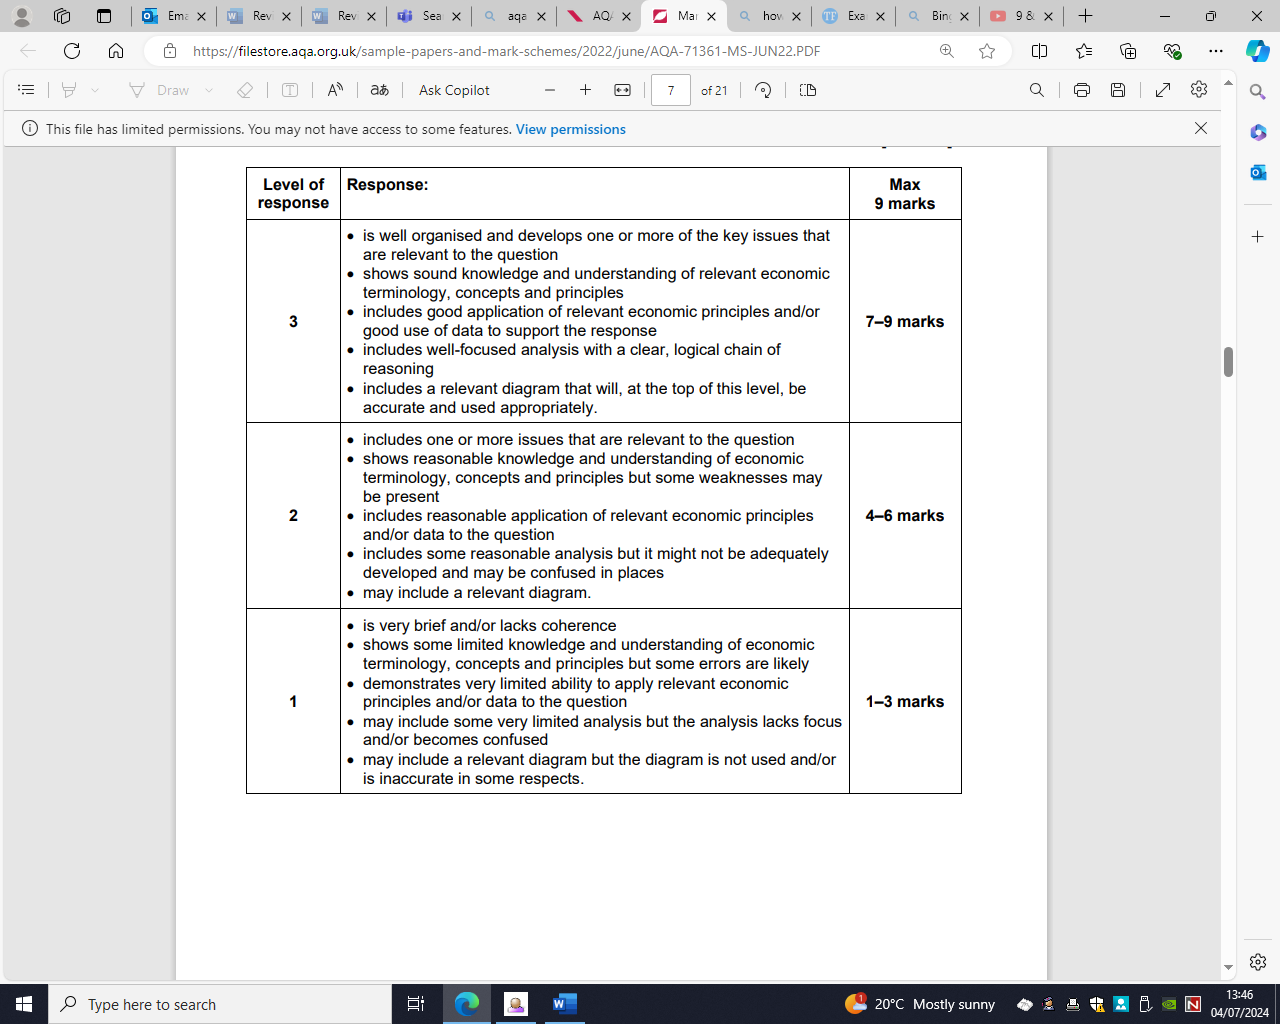 Ema
Revi
Revi
Sea
aqa
AQA
Mar
how
Exa
Bing
9 &
https://filestore.aqa.org.uk/sample-papers-and-mark-schemes/2022/june/AQA-71361-MS-JUN22.PDF
Draw
aあ
Ask Copilot
7
of 21
This file has limited permissions. You may not have access to some features. View permissions
Level of
response
Response:
Max
9 marks
3
• is well organised and develops one or more of the key issues that
are relevant to the question
• shows sound knowledge and understanding of relevant economic
terminology, concepts and principles
• includes good application of relevant economic principles and/or
good use of data to support the response
• includes well-focused analysis with a clear, logical chain of
reasoning
• includes a relevant diagram that will, at the top of this level, be
accurate and used appropriately.
7–9 marks
2
• includes one or more issues that are relevant to the question
• shows reasonable knowledge and understanding of economic
terminology, concepts and principles but some weaknesses may
be present
• includes reasonable application of relevant economic principles
and/or data to the question
• includes some reasonable analysis but it might not be adequately
developed and may be confused in places
• may include a relevant diagram.
4–6 marks
1
• is very brief and/or lacks coherence
• shows some limited knowledge and understanding of economic
terminology, concepts and principles but some errors are likely
• demonstrates very limited ability to apply relevant economic
principles and/or data to the question
• may include some very limited analysis but the analysis lacks focus
and/or becomes confused
• may include a relevant diagram but the diagram is not used and/or
is inaccurate in some respects.
1–3 marks
Type here to search
20°C Mostly sunny
13:46
04/07/2024